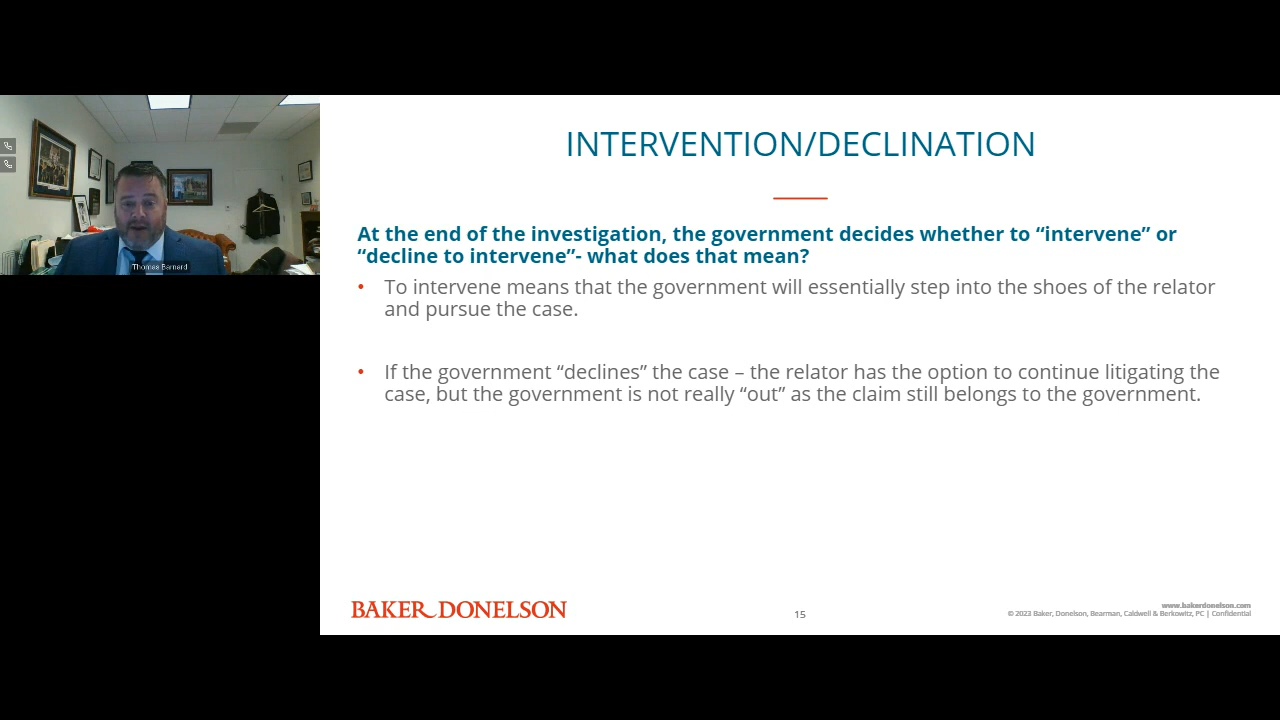 INTERVENTION/DECLINATION
At the end of the investigation, the government decides whether to “intervene” or
“decline to intervene”- what does that mean?
• To intervene means that the government will essentially step into the shoes of the relator
and pursue the case.
• If the government “declines” the case – the relator has the option to continue litigating the
case, but the government is not really “out” as the claim still belongs to the government.
Thomas Barnard
BAKER DONELSON
15
www.bakerdonelson.com
© 2023 Baker, Donelson, Bearman, Caldwell & Berkowitz, PC | Confidential